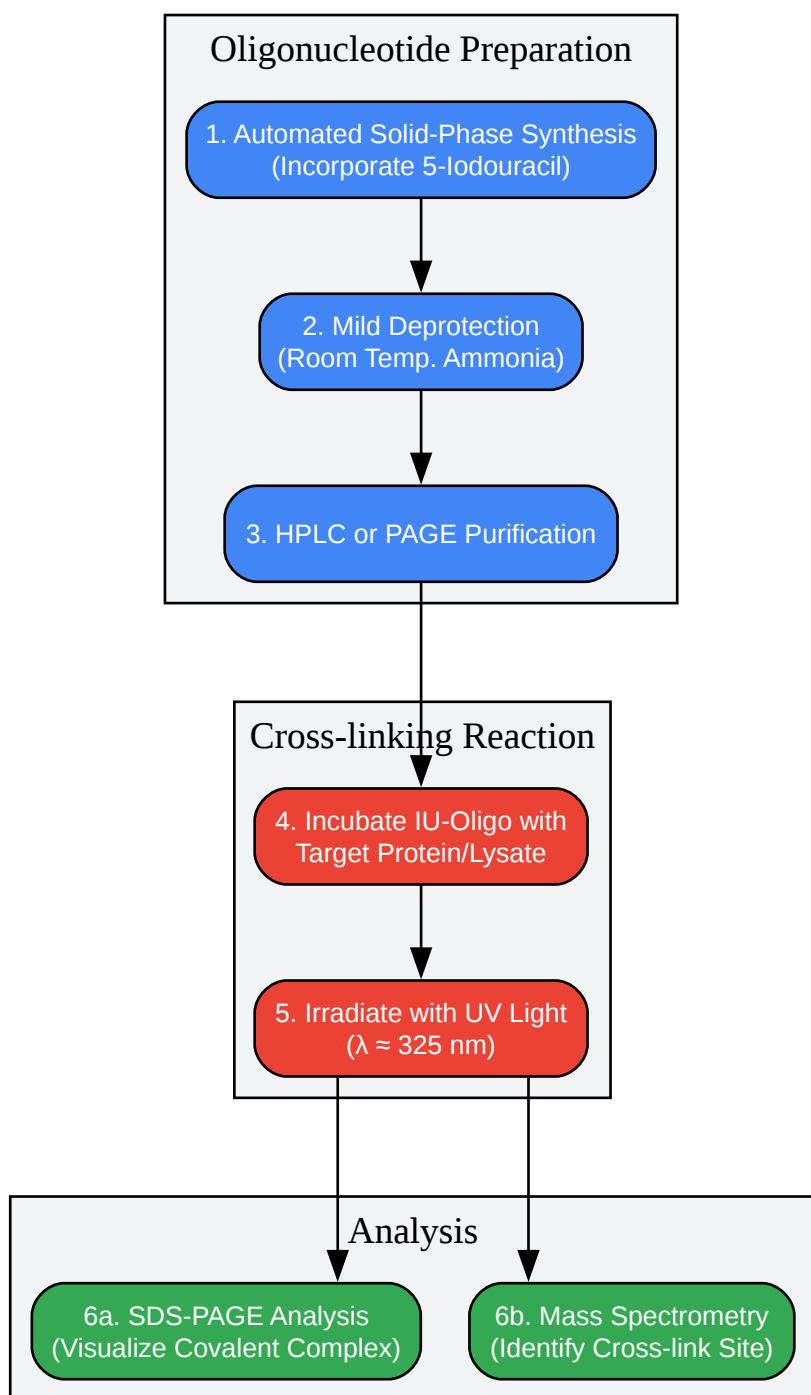 Oligonucleotide Preparation
1. Automated Solid-Phase Synthesis
(Incorporate 5-Iodouracil)
2. Mild Deprotection
(Room Temp. Ammonia)
3. HPLC or PAGE Purification
Cross-linking Reaction
4. Incubate IU-Oligo with
Target Protein/Lysate
5. Irradiate with UV Light
(λ ≈ 325 nm)
Analysis
6a. SDS-PAGE Analysis
(Visualize Covalent Complex)
6b. Mass Spectrometry
(Identify Cross-link Site)